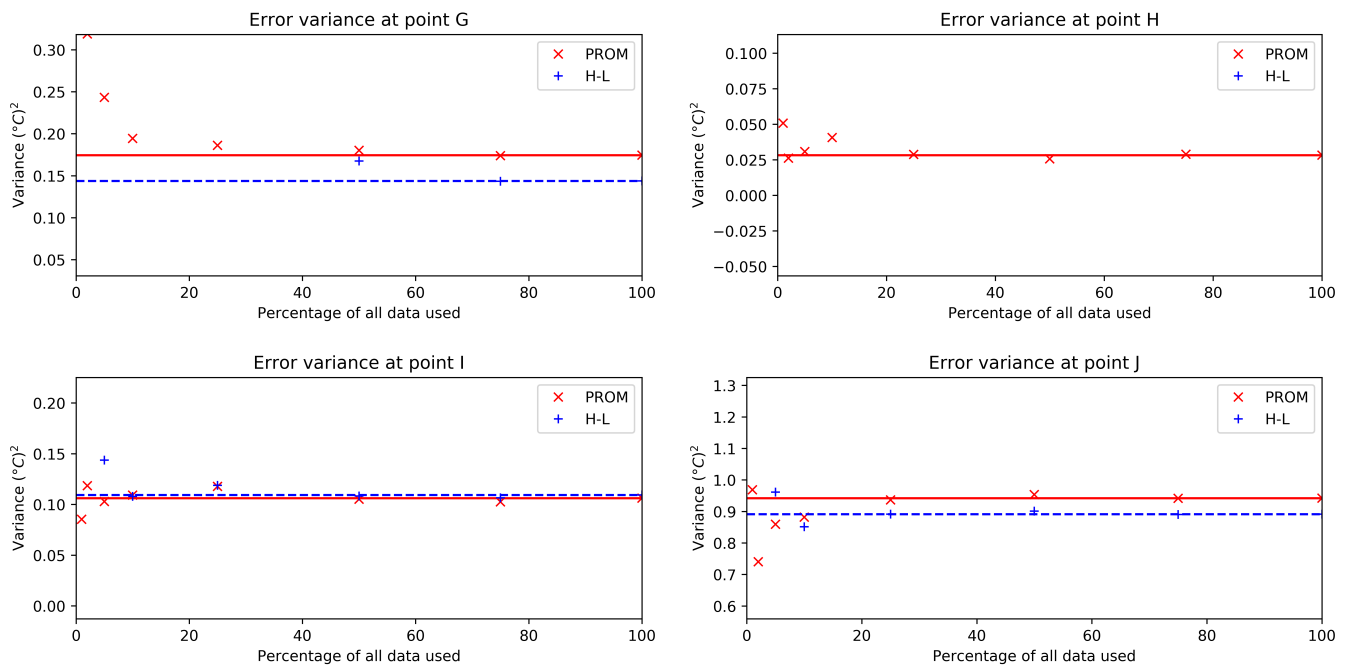 Error variance at point G
0.30
0.25
0.20
0.15
0.10
0.05
Variance (°C)²
PROM
H-L
0 20 40 60 80 100
Percentage of all data used
Error variance at point H
0.100
0.075
0.050
0.025
0.000
−0.025
−0.050
Variance (°C)²
PROM
H-L
0 20 40 60 80 100
Percentage of all data used
Error variance at point I
0.20
0.15
0.10
0.05
0.00
Variance (°C)²
PROM
H-L
0 20 40 60 80 100
Percentage of all data used
Error variance at point J
1.3
1.2
1.1
1.0
0.9
0.8
0.7
0.6
Variance (°C)²
PROM
H-L
0 20 40 60 80 100
Percentage of all data used